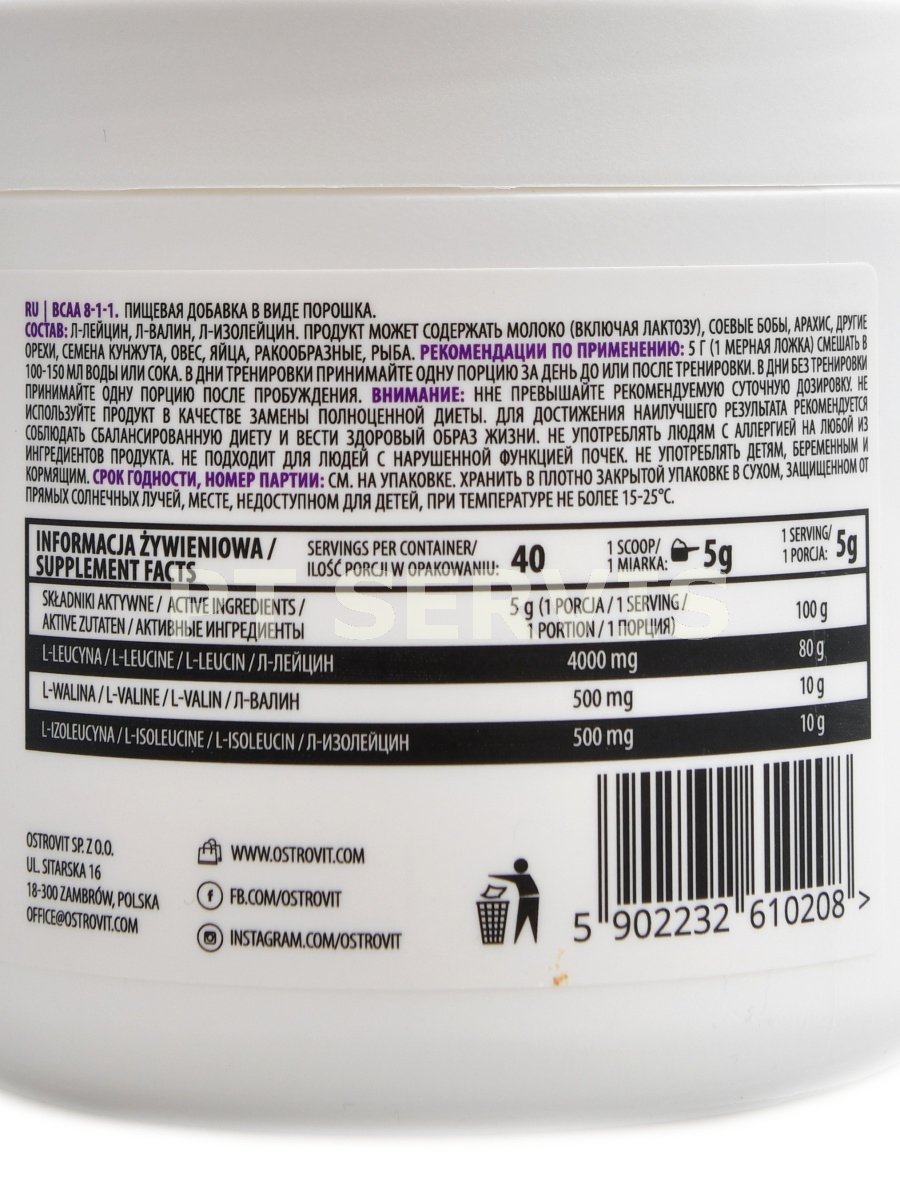 RU | BCAA 8-1-1. ПИЩЕВАЯ ДОБАВКА В ВИДЕ ПОРОШКА.
СОСТАВ: Л-ЛЕЙЦИН, Л-ВАЛИН, Л-ИЗОЛЕЙЦИН. ПРОДУКТ МОЖЕТ СОДЕРЖАТЬ МОЛОКО (ВКЛЮЧАЯ ЛАКТОЗУ), СОЕВЫЕ БОБЫ, АРАХИС, ДРУГИЕ
ОРЕХИ, СЕМЕНА КУНЖУТА, ОВЕС, ЯЙЦА, РАКООБРАЗНЫЕ, РЫБА. РЕКОМЕНДАЦИИ ПО ПРИМЕНЕНИЮ: 5 Г (1 МЕРНАЯ ЛОЖКА) СМЕШАТЬ В
100-150 МЛ ВОДЫ ИЛИ СОКА. В ДНИ ТРЕНИРОВКИ ПРИНИМАЙТЕ ОДНУ ПОРЦИЮ ЗА ДЕНЬ ДО ИЛИ ПОСЛЕ ТРЕНИРОВКИ. В ДНИ БЕЗ ТРЕНИРОВКИ
ПРИНИМАЙТЕ ОДНУ ПОРЦИЮ ПОСЛЕ ПРОБУЖДЕНИЯ. ВНИМАНИЕ: ННЕ ПРЕВЫШАЙТЕ РЕКОМЕНДУЕМУЮ СУТОЧНУЮ ДОЗИРОВКУ. НЕ
ИСПОЛЬЗУЙТЕ ПРОДУКТ В КАЧЕСТВЕ ЗАМЕНЫ ПОЛНОЦЕННОЙ ДИЕТЫ. ДЛЯ ДОСТИЖЕНИЯ НАИЛУЧШЕГО РЕЗУЛЬТАТА РЕКОМЕНДУЕТСЯ
СОБЛЮДАТЬ СБАЛАНСИРОВАННУЮ ДИЕТУ И ВЕСТИ ЗДОРОВЫЙ ОБРАЗ ЖИЗНИ. НЕ УПОТРЕБЛЯТЬ ЛЮДЯМ С АЛЛЕРГИЕЙ НА ЛЮБОЙ ИЗ
ИНГРЕДИЕНТОВ ПРОДУКТА. НЕ ПОДХОДИТ ДЛЯ ЛЮДЕЙ С НАРУШЕННОЙ ФУНКЦИЕЙ ПОЧЕК. НЕ УПОТРЕБЛЯТЬ ДЕТЯМ, БЕРЕМЕННЫМ И
КОРМЯЩИМ. СРОК ГОДНОСТИ, НОМЕР ПАРТИИ: СМ. НА УПАКОВКЕ. ХРАНИТЬ В ПЛОТНО ЗАКРЫТОЙ УПАКОВКЕ В СУХОМ, ЗАЩИЩЕННОМ ОТ
ПРЯМЫХ СОЛНЕЧНЫХ ЛУЧЕЙ, МЕСТЕ, НЕДОСТУПНОМ ДЛЯ ДЕТЕЙ, ПРИ ТЕМПЕРАТУРЕ НЕ БОЛЕЕ 15-25°C.
INFORMACJA ŻYWIENIOWA /
SUPPLEMENT FACTS
SERVINGS PER CONTAINER/
ILOŚĆ PORCJI W OPAKOWANIU: 40
1 SCOOP/
1 MIARKA: 5g
1 SERVING/
1 PORCJA: 5g
SKŁADNIKI AKTYWNE / ACTIVE INGREDIENTS /
AKTIVE ZUTATEN / АКТИВНЫЕ ИНГРЕДИЕНТЫ
5 g (1 PORCJA / 1 SERVING /
1 PORTION / 1 ПОРЦИЯ)
100 g
L-LEUCYNA / L-LEUCINE / L-LEUCIN / Л-ЛЕЙЦИН 4000 mg 80 g
L-WALINA / L-VALINE / L-VALIN / Л-ВАЛИН 500 mg 10 g
L-IZOLEUCYNA / L-ISOLEUCINE / L-ISOLEUCIN / Л-ИЗОЛЕЙЦИН 500 mg 10 g
PT SERVIS
OSTROVIT SP. Z O.O.
UL. SITARSKA 16
18-300 ZAMBRÓW, POLSKA
OFFICE@OSTROVIT.COM
WWW.OSTROVIT.COM
FB.COM/OSTROVIT
INSTAGRAM.COM/OSTROVIT
5 902232 610208 >